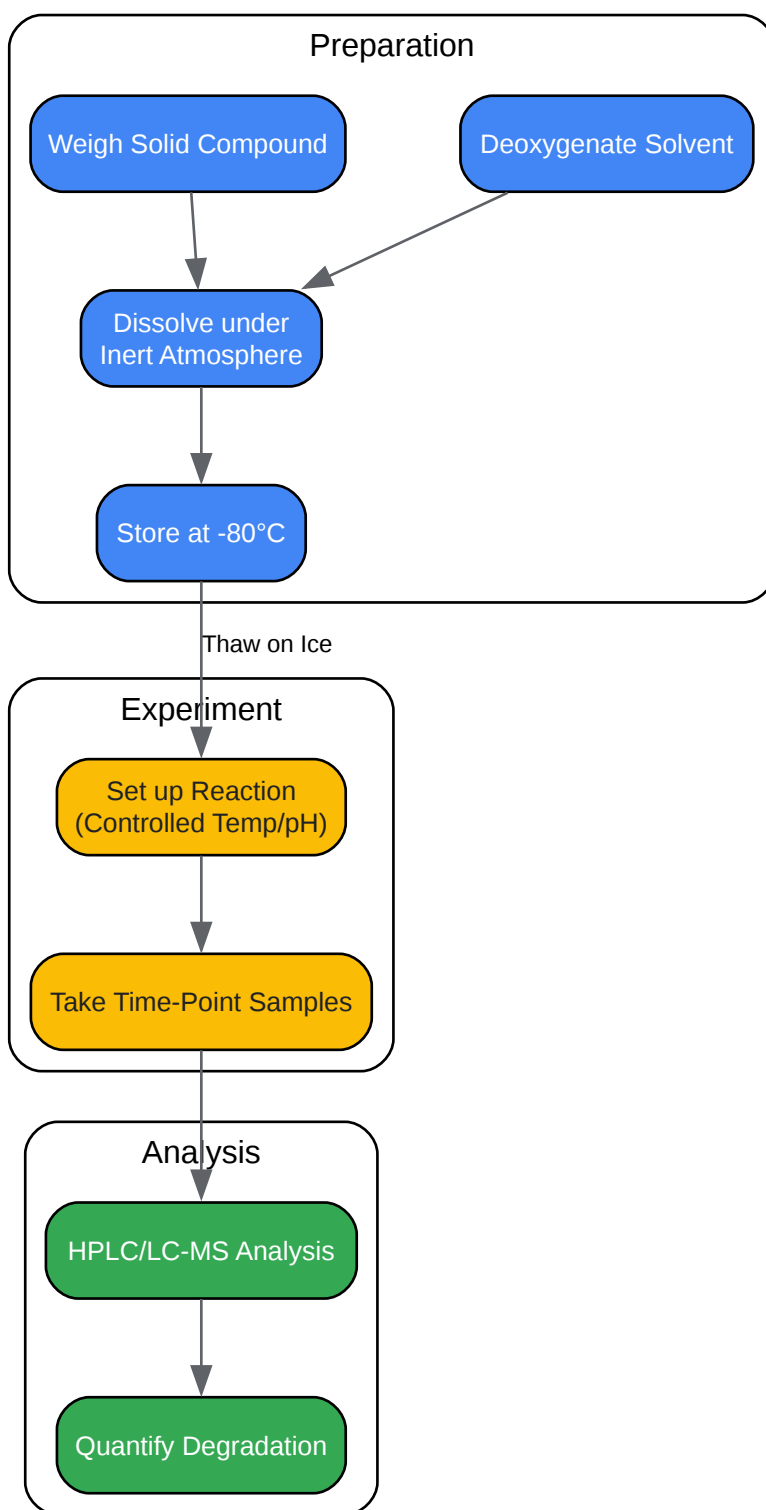 Preparation
Weigh Solid Compound
Deoxygenate Solvent
Dissolve under
Inert Atmosphere
Store at -80°C
Thaw on Ice
Experiment
Set up Reaction
(Controlled Temp/pH)
Take Time-Point Samples
Analysis
HPLC/LC-MS Analysis
Quantify Degradation